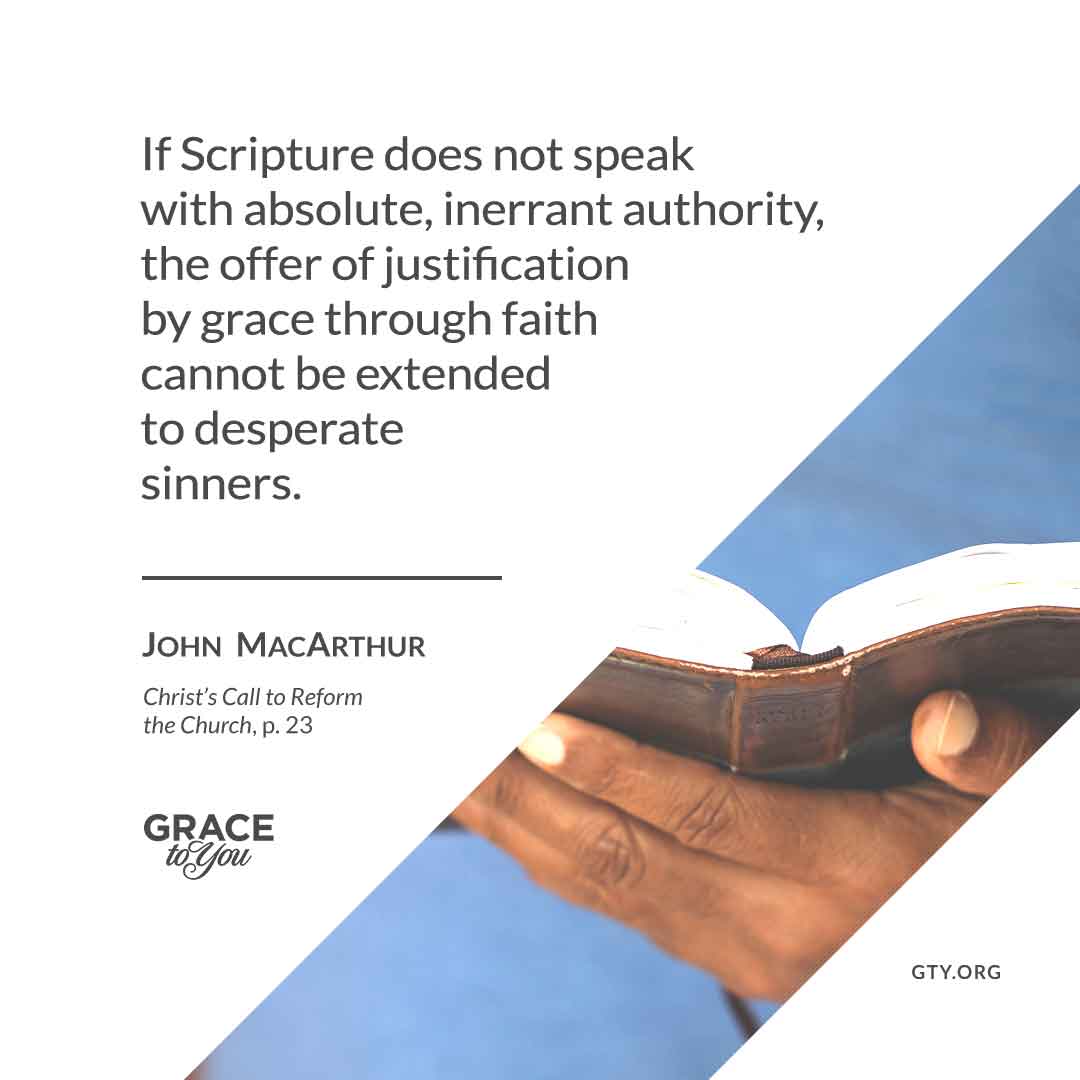 If Scripture does not speak
with absolute, inerrant authority,
the offer of justification
by grace through faith
cannot be extended
to desperate
sinners.
JOHN MACARTHUR
Christ’s Call to Reform
the Church, p. 23
GRACE
to You
GTY.ORG